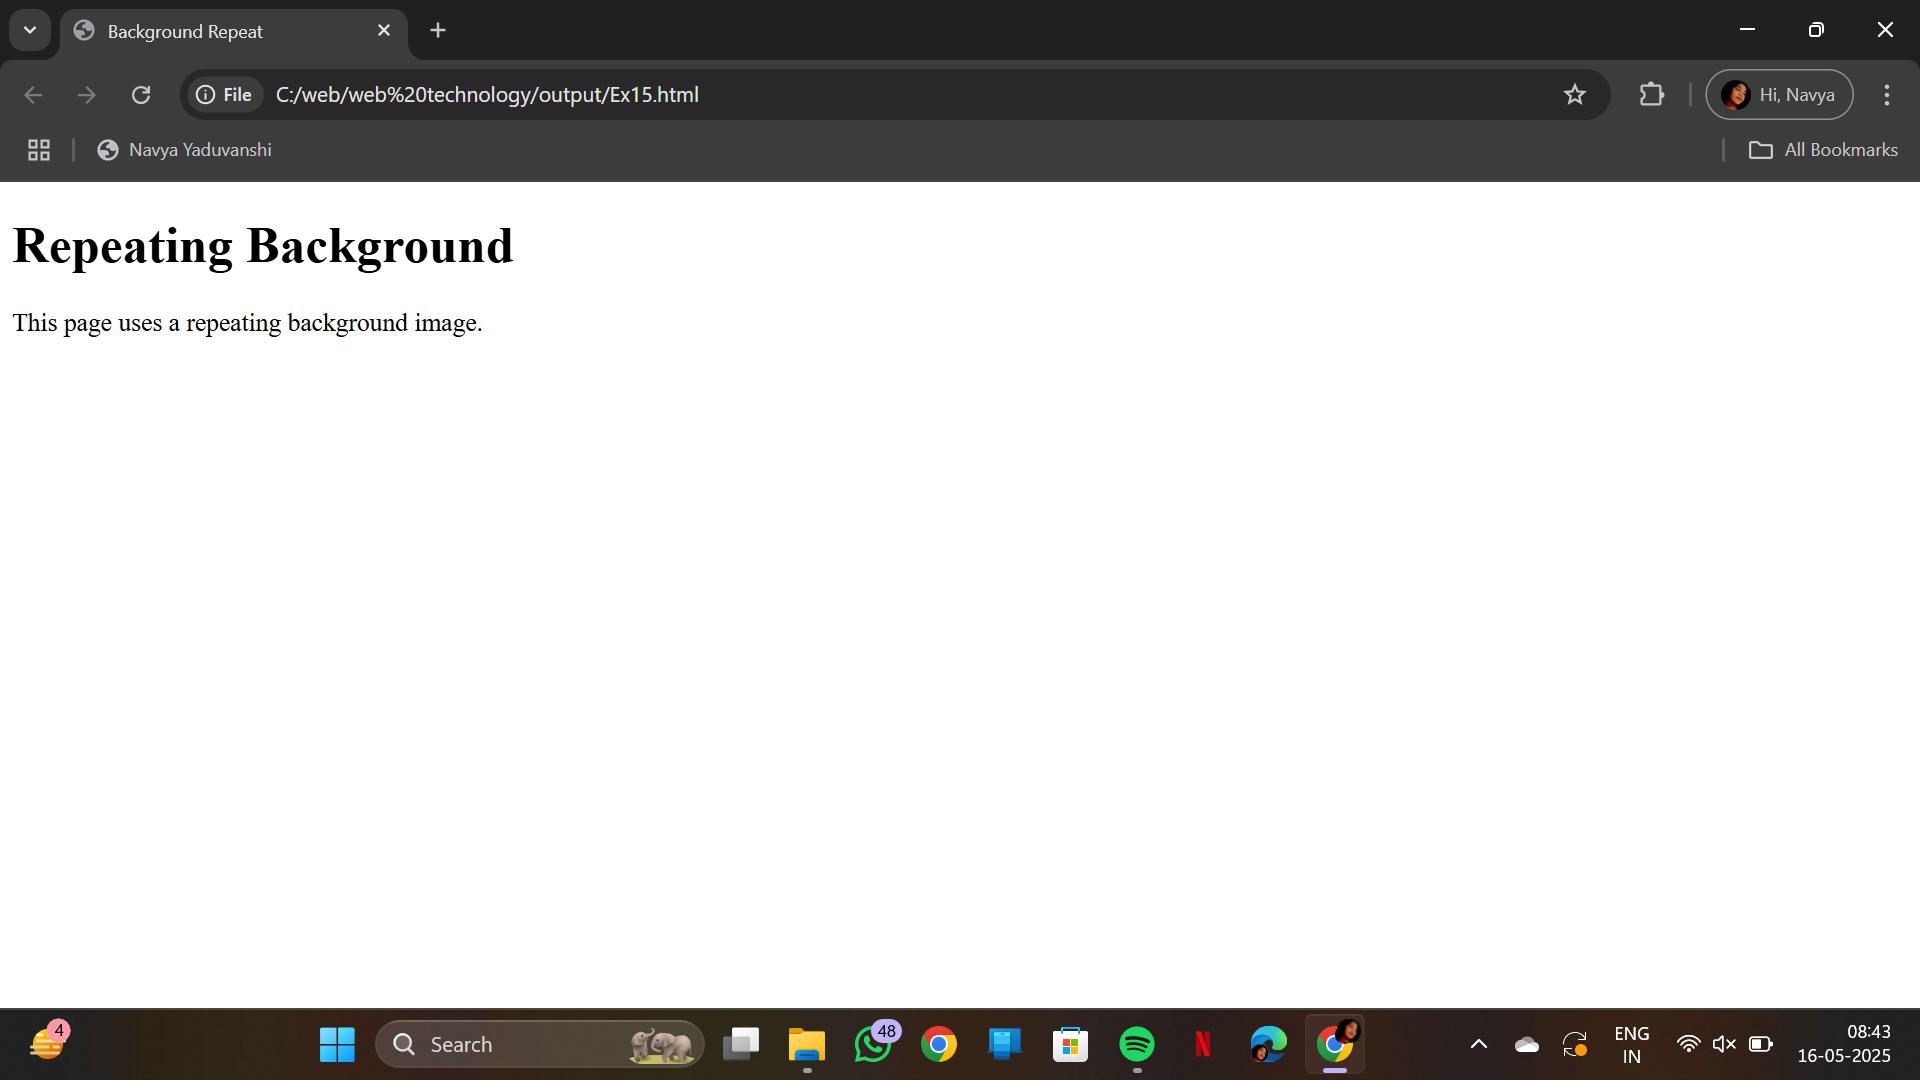 Background Repeat
File C:/web/web%20technology/output/Ex15.html
Hi, Navya
Navya Yaduvanshi
All Bookmarks
Repeating Background
This page uses a repeating background image.
4
Search
48
N
ENG
IN
08:43
16-05-2025